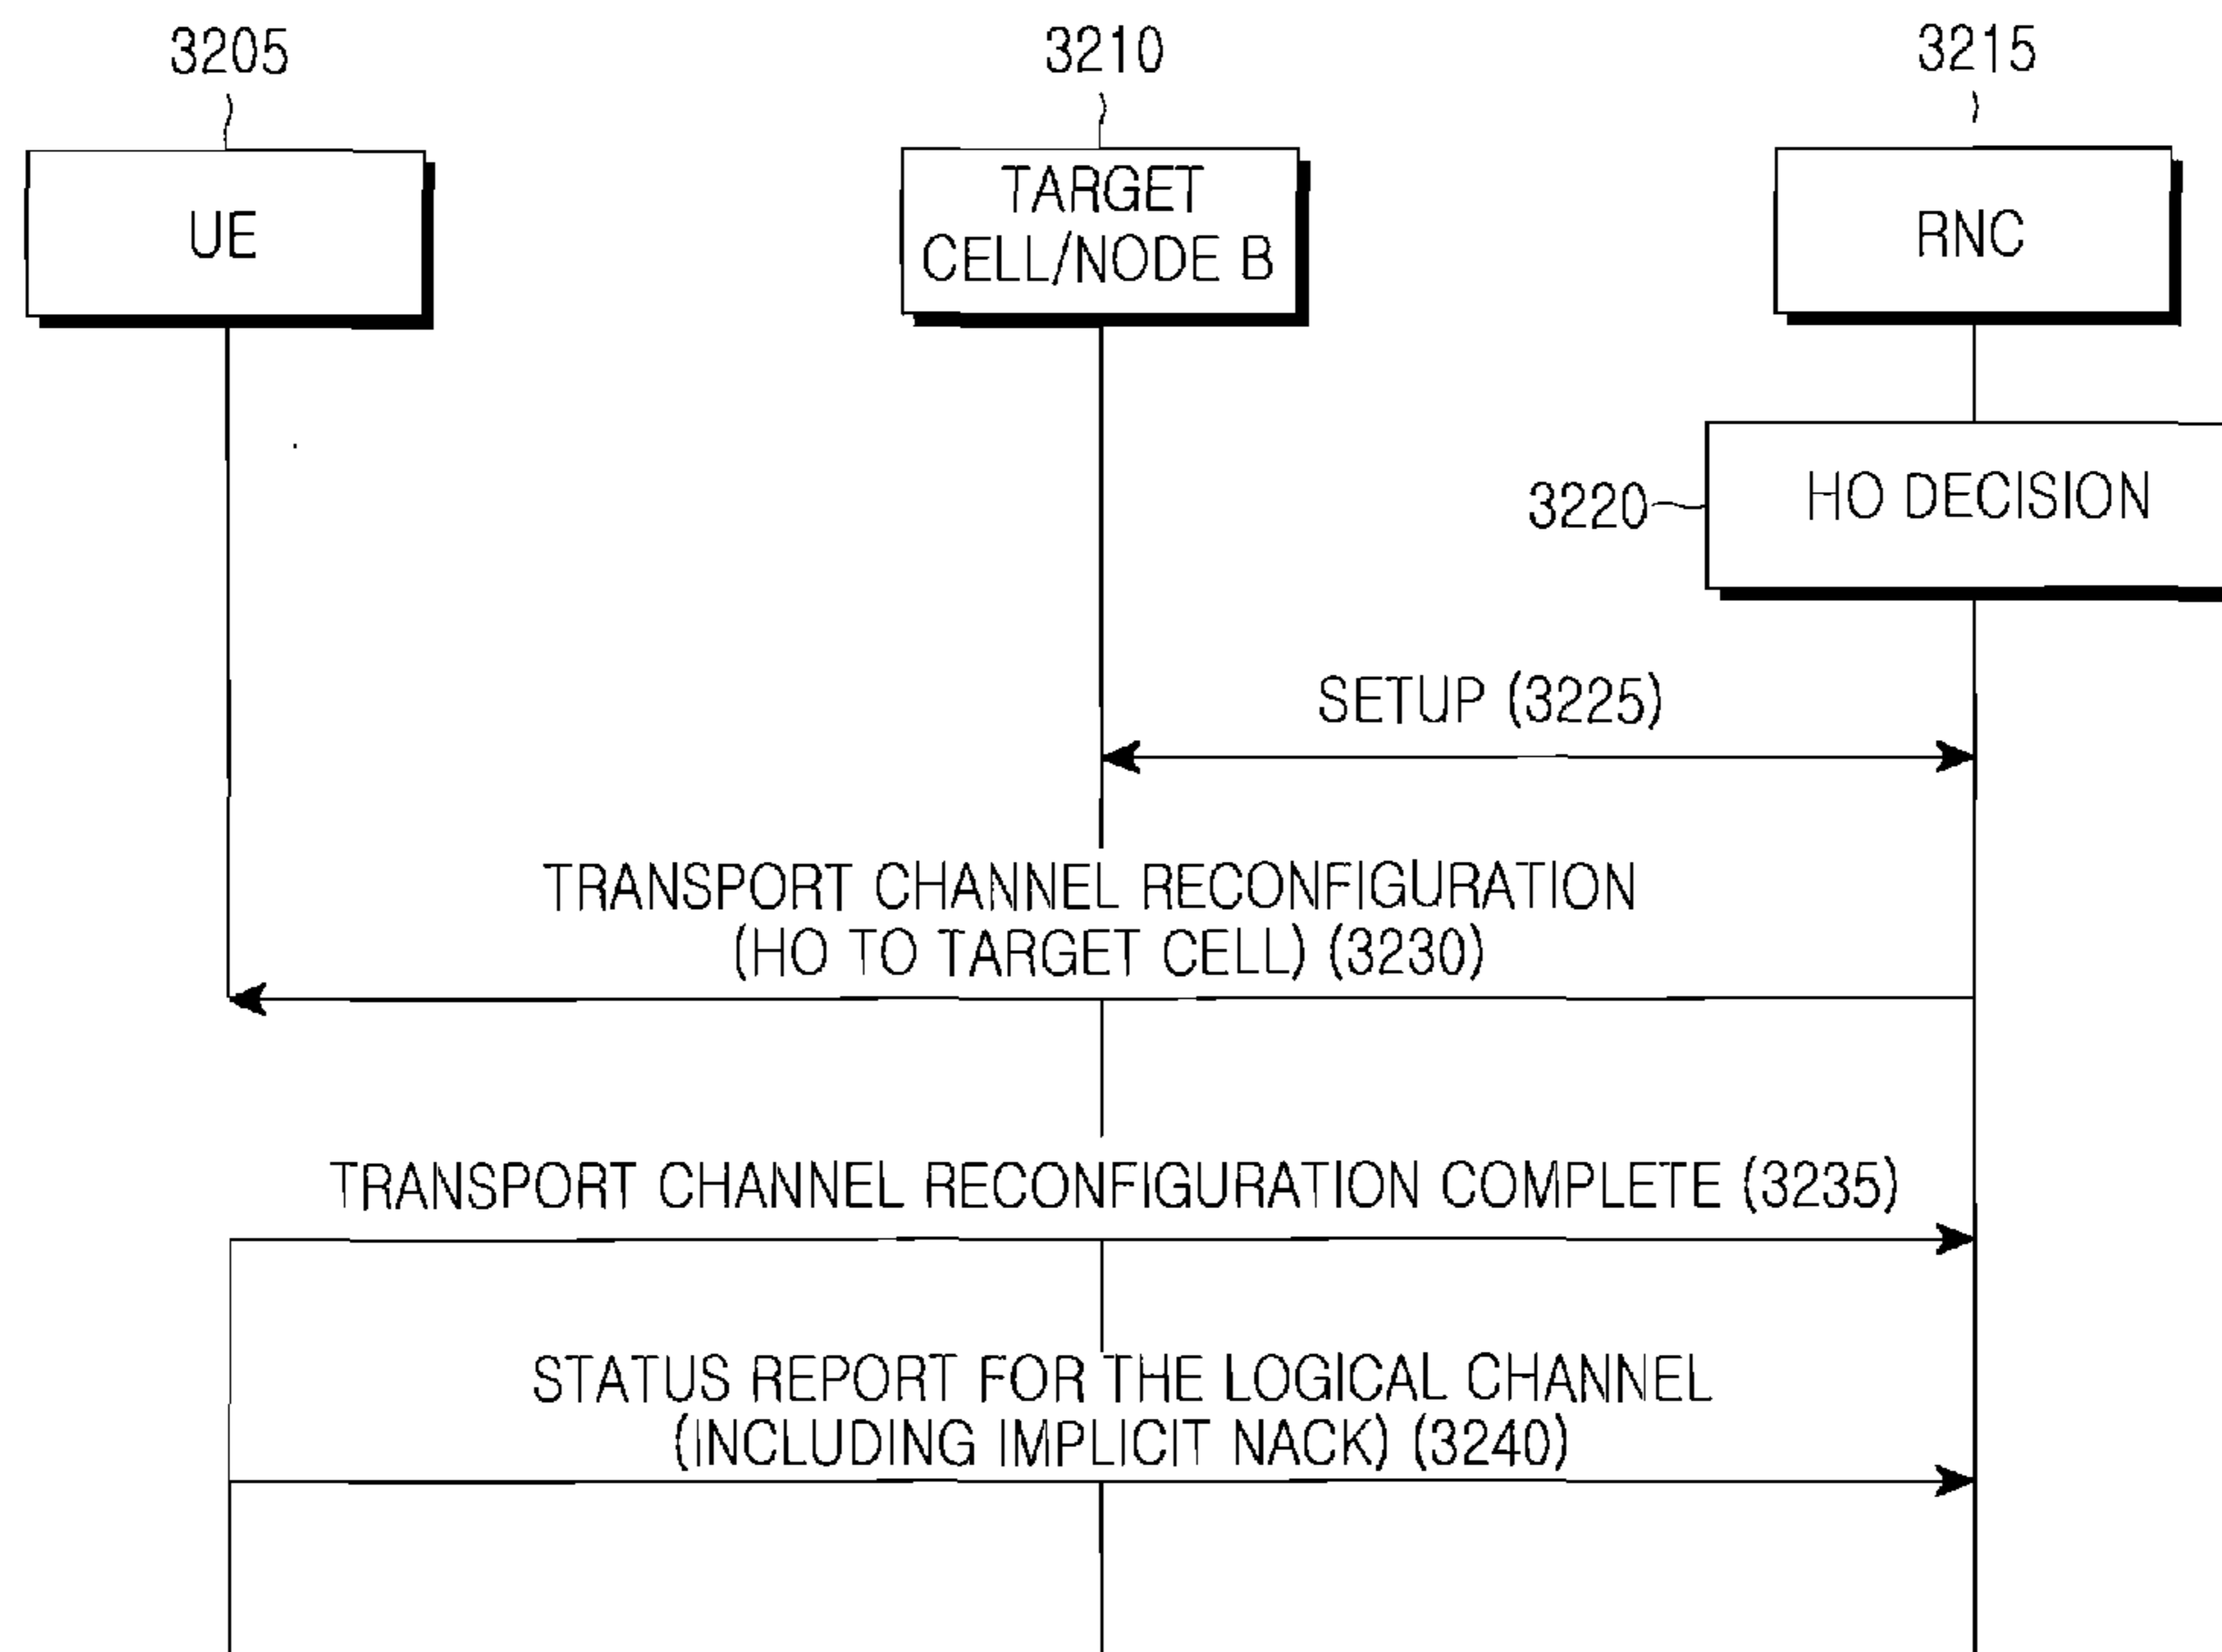 3205
3210
3215
UE
TARGET
CELL/NODE B
RNC
3220
HO DECISION
SETUP (3225)
TRANSPORT CHANNEL RECONFIGURATION
(HO TO TARGET CELL) (3230)
TRANSPORT CHANNEL RECONFIGURATION COMPLETE (3235)
STATUS REPORT FOR THE LOGICAL CHANNEL
(INCLUDING IMPLICIT NACK) (3240)